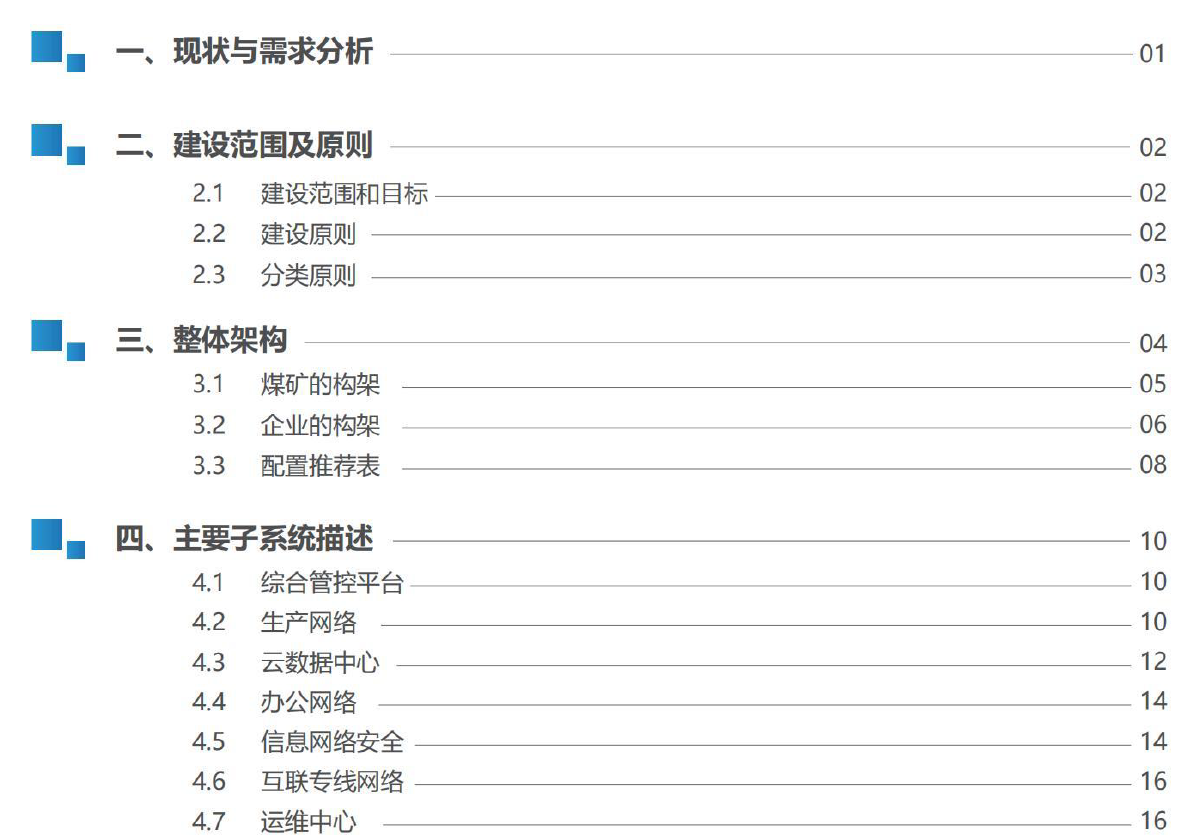 一、现状与需求分析 01
二、建设范围及原则 02
2.1 建设范围和目标 02
2.2 建设原则 02
2.3 分类原则 03
三、整体架构 04
3.1 煤矿的构架 05
3.2 企业的构架 06
3.3 配置推荐表 08
四、主要子系统描述 10
4.1 综合管控平台 10
4.2 生产网络 10
4.3 云数据中心 12
4.4 办公网络 14
4.5 信息网络安全 14
4.6 互联专线网络 16
4.7 运维中心 16